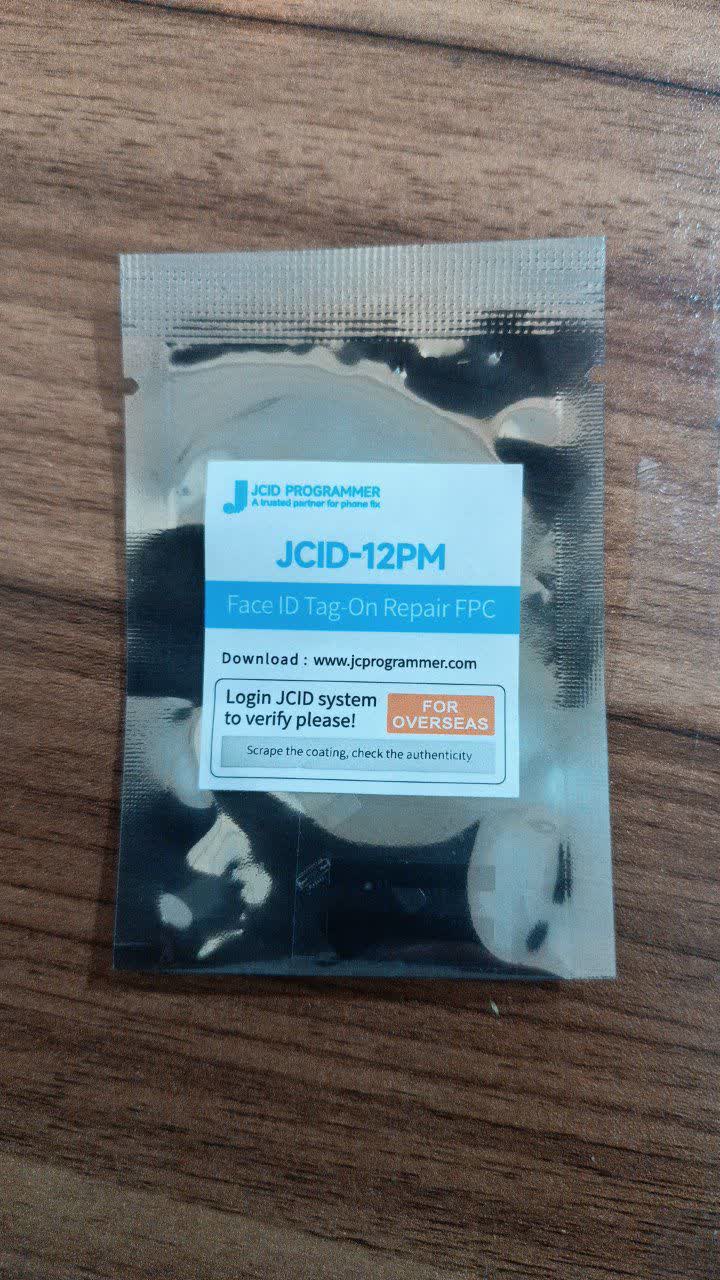 JCID PROGRAMMER
A trusted partner for phone fix
JCID-12PM
Face ID Tag-On Repair FPC
Download : www.jcprogrammer.com
Login JCID system
to verify please!
FOR
OVERSEAS
Scrape the coating, check the authenticity